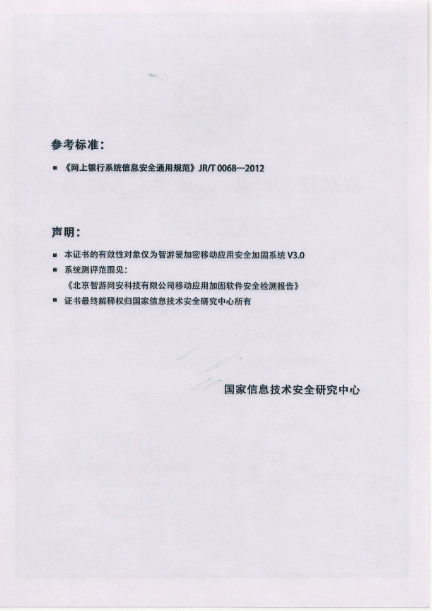 参考标准：
▪ 《网上银行系统信息安全通用规范》JR/T 0068—2012
声明：
▪ 本证书的有效性对象仅为智游爱加密移动应用安全加固系统 V3.0
▪ 系统测评范围见：
《北京智游网安科技有限公司移动应用加固软件安全检测报告》
▪ 证书最终解释权归国家信息技术安全研究中心所有
国家信息技术安全研究中心